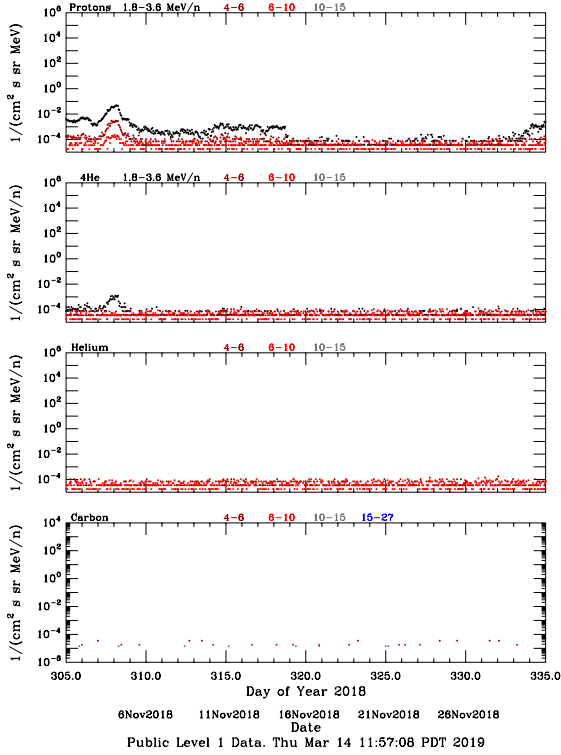 Protons 1.8-3.6 MeV/n 4-6 6-10 10-15
10^6
10^4
10^2
10^0
10^-2
10^-4
1/(cm^2 s sr MeV)
4He 1.8-3.6 MeV/n 4-6 6-10 10-15
10^6
10^4
10^2
10^0
10^-2
10^-4
1/(cm^2 s sr MeV/n)
Helium 4-6 6-10 10-15
10^6
10^4
10^2
10^0
10^-2
10^-4
1/(cm^2 s sr MeV/n)
Carbon 4-6 6-10 10-15 15-27
10^4
10^2
10^0
10^-2
10^-4
10^-6
1/(cm^2 s sr MeV/n)
305.0 310.0 315.0 320.0 325.0 330.0 335.0
Day of Year 2018
6Nov2018 11Nov2018 16Nov2018 21Nov2018 26Nov2018
Date
Public Level 1 Data. Thu Mar 14 11:57:08 PDT 2019